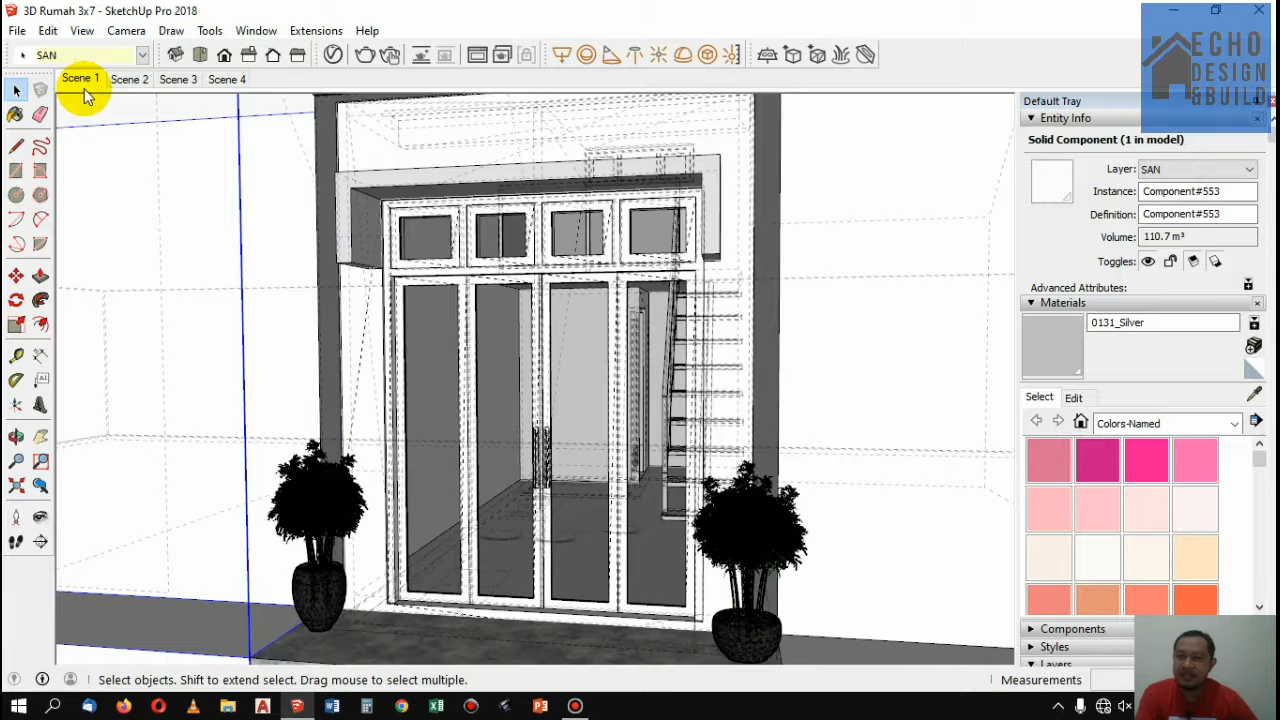 3D Rumah 3x7 - SketchUp Pro 2018
File Edit View Camera Draw Tools Window Extensions Help
SAN
Scene 1 Scene 2 Scene 3 Scene 4
ECHO
DESIGN
&BUILD
Default Tray
Entity Info
Solid Component (1 in model)
Layer: SAN
Instance: Component#553
Definition: Component#553
Volume: 110.7 m³
Toggles:
Advanced Attributes:
Materials
0131_Silver
Select Edit
Colors-Named
Components
Styles
Layers
Select objects. Shift to extend select. Drag mouse to select multiple.
Measurements